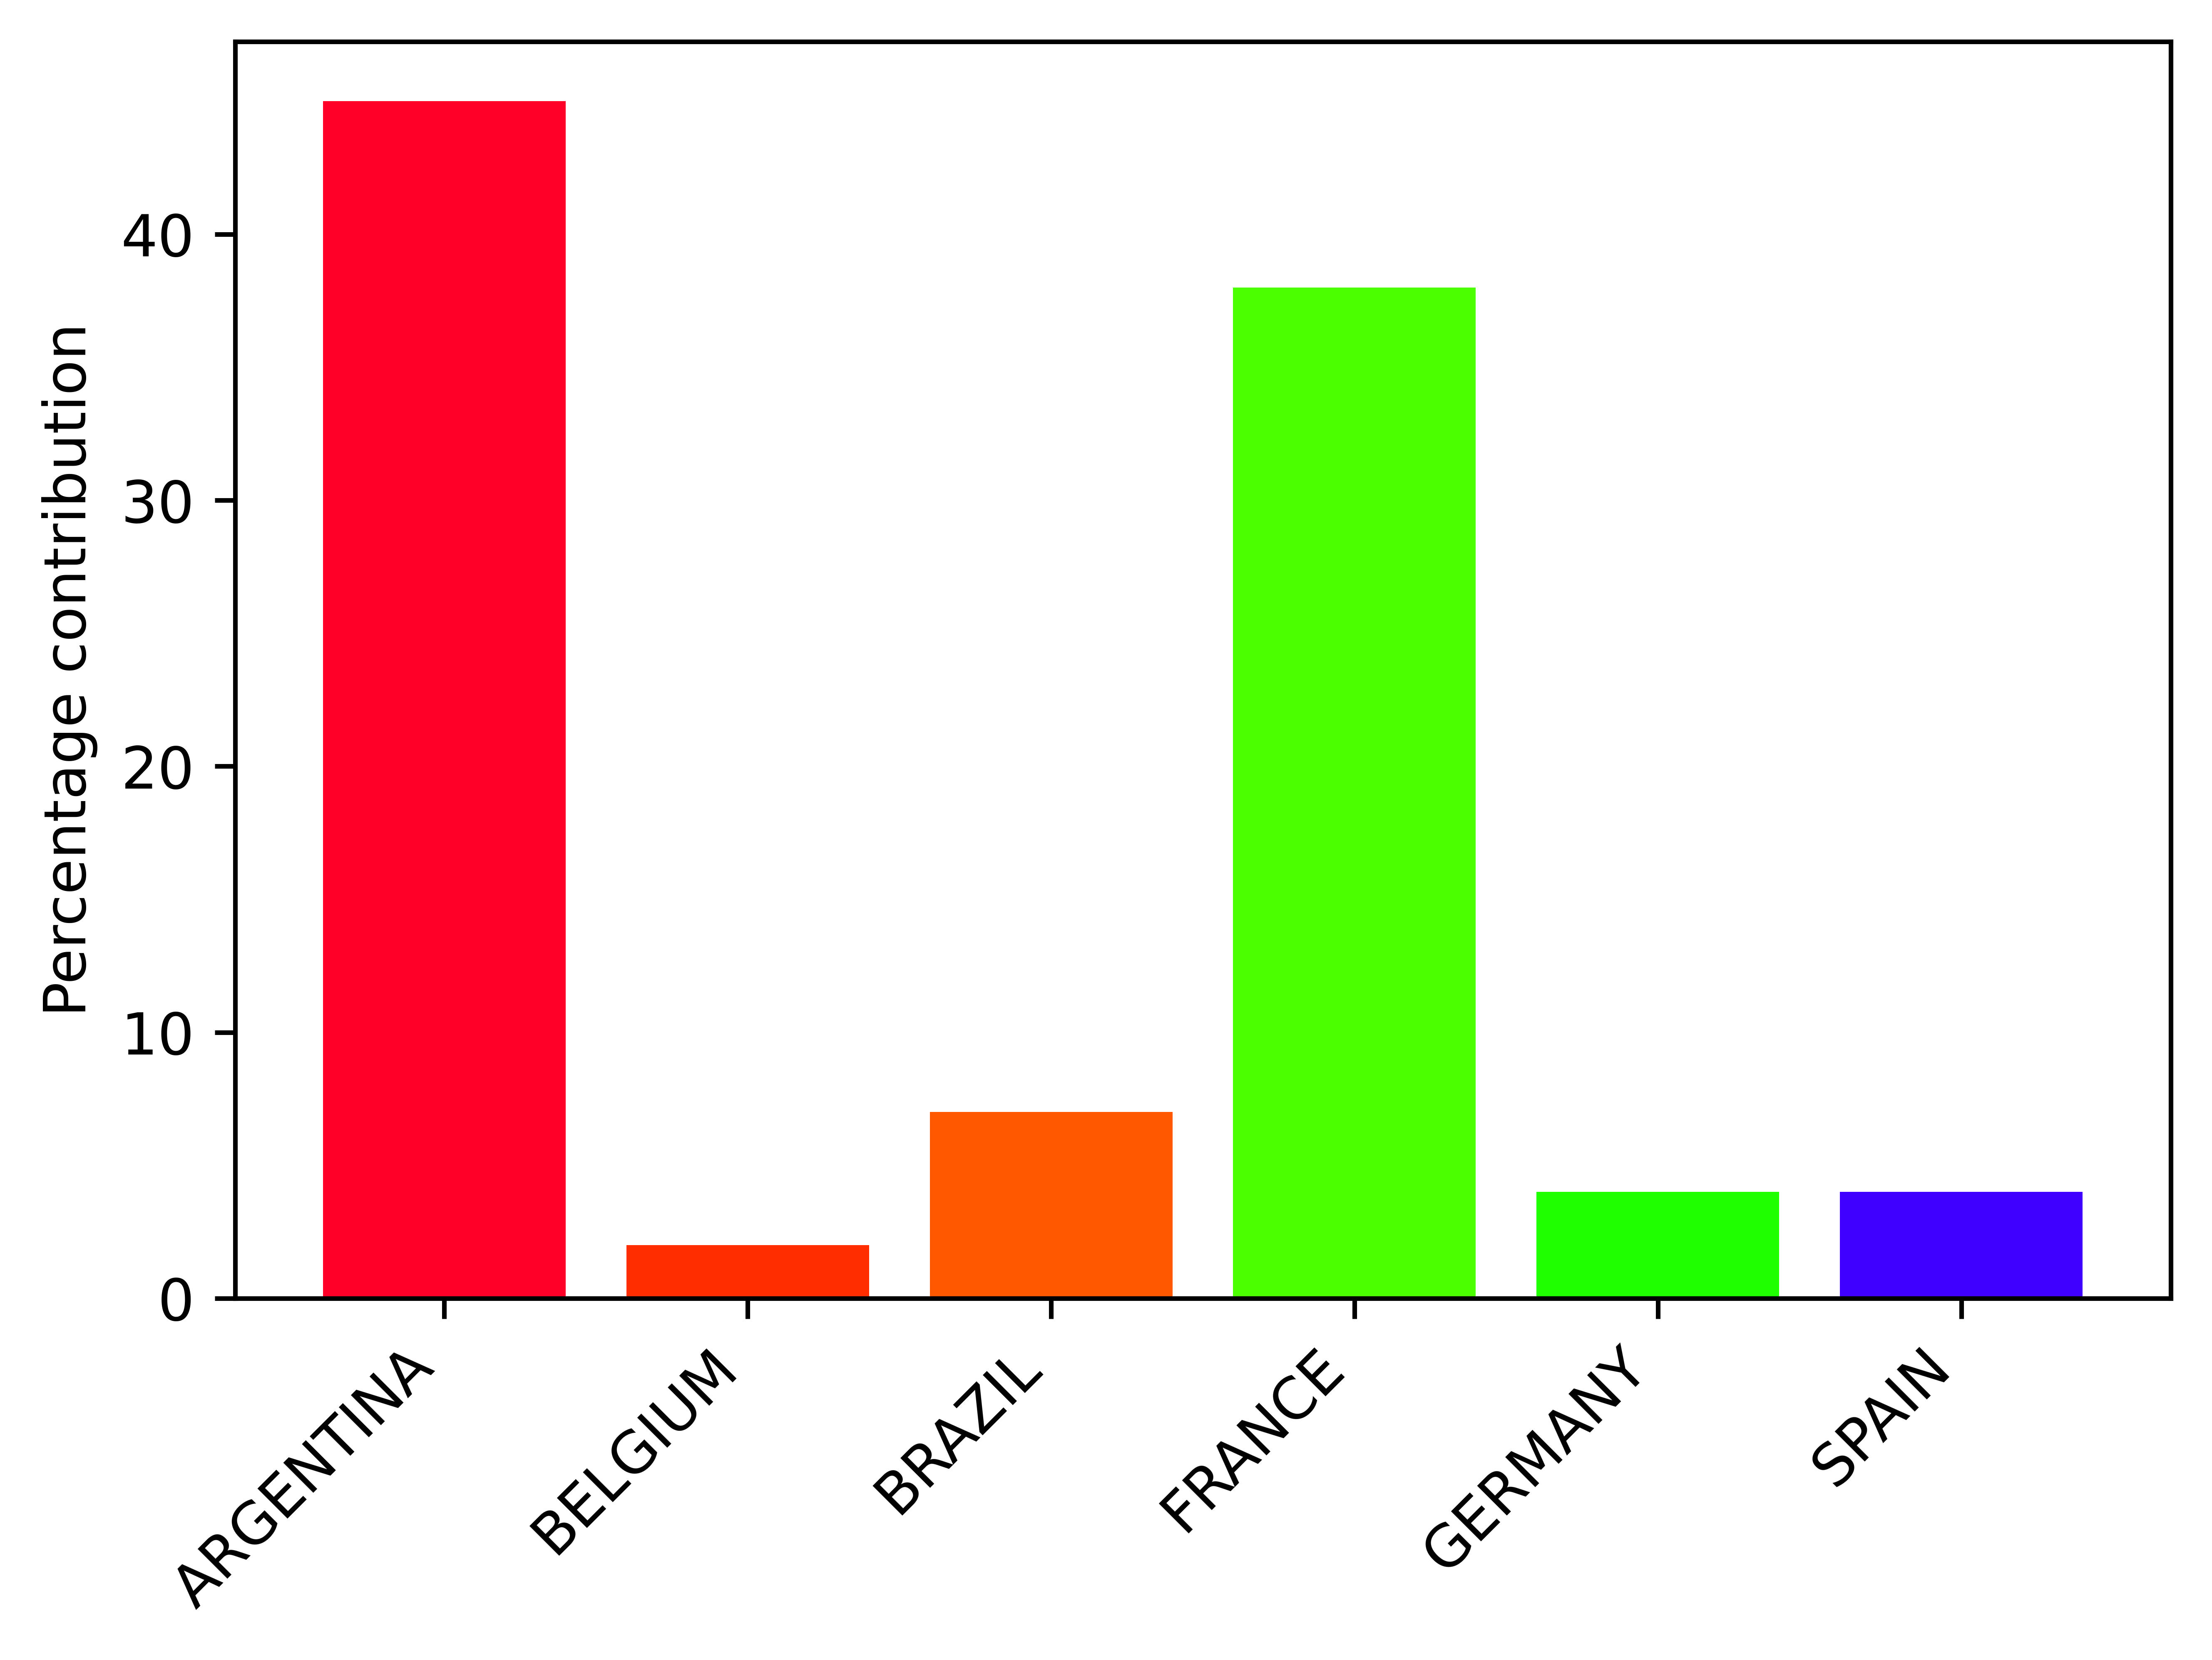 Percentage contribution
40
30
20
10
0
ARGENTINA
BELGIUM
BRAZIL
FRANCE
GERMANY
SPAIN